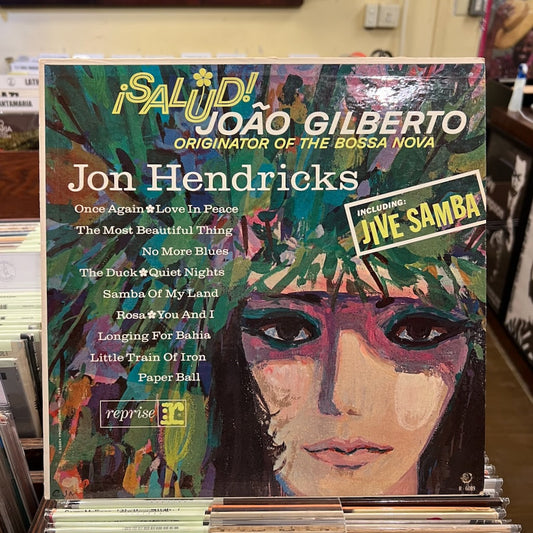 ¡SALUD!
JOÃO GILBERTO
ORIGINATOR OF THE BOSSA NOVA
Jon Hendricks
INCLUDING:
JIVE SAMBA
Once Again✽Love In Peace
The Most Beautiful Thing
No More Blues
The Duck✽Quiet Nights
Samba Of My Land
Rosa✽You And I
Longing For Bahia
Little Train Of Iron
Paper Ball
reprise r:
R-6089